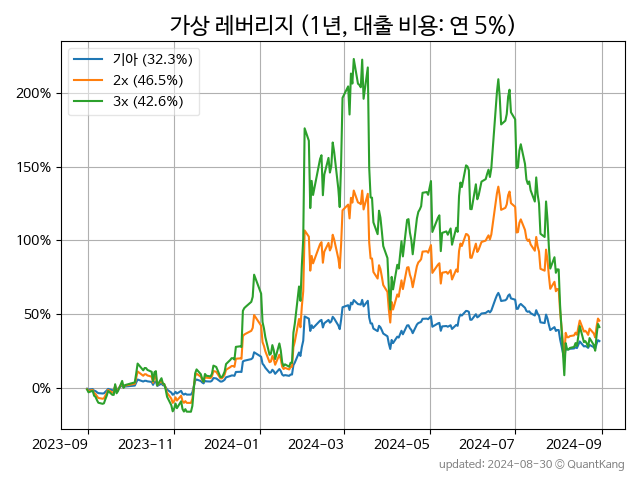 가상 레버리지 (1년, 대출 비용: 연 5%)
기아 (32.3%)
2x (46.5%)
3x (42.6%)
200%
150%
100%
50%
0%
2023-09 2023-11 2024-01 2024-03 2024-05 2024-07 2024-09
updated: 2024-08-30 © QuantKang